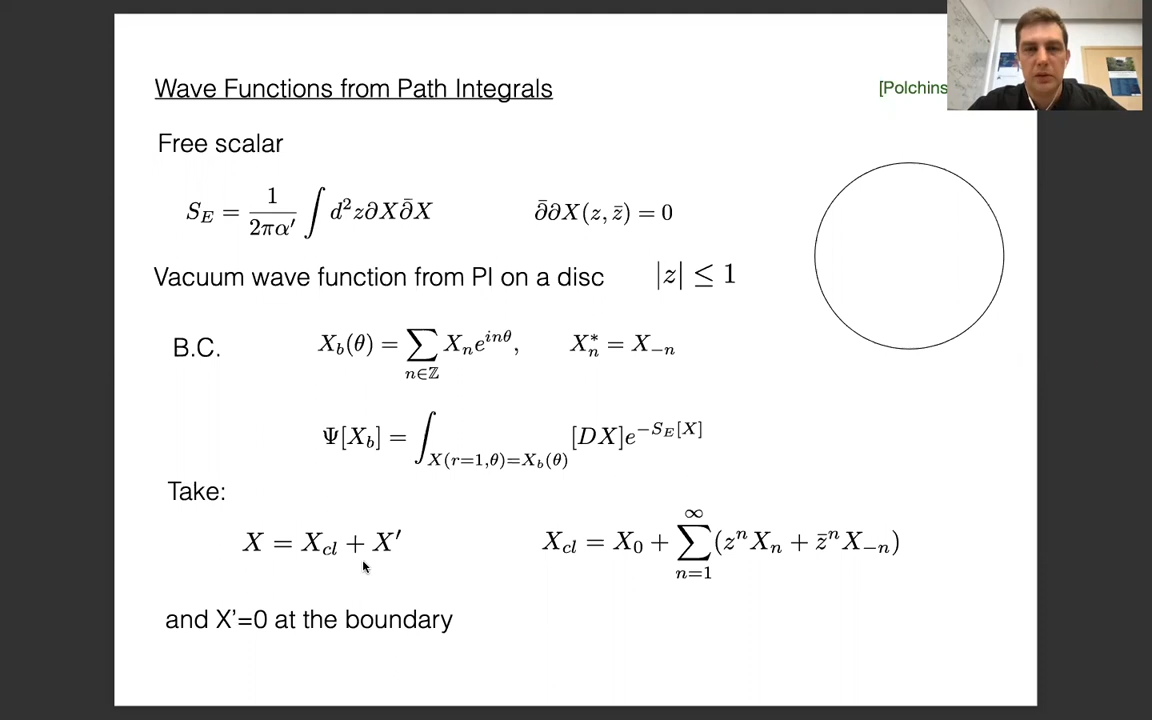 Wave Functions from Path Integrals
[Polchins
Free scalar
$S_E = \frac{1}{2\pi\alpha'} \int d^2z \partial X \bar{\partial} X$ $\bar{\partial}\partial X(z, \bar{z}) = 0$
Vacuum wave function from PI on a disc $|z| \leq 1$
B.C. $X_b(\theta) = \sum_{n \in \mathbb{Z}} X_n e^{in\theta},$ $X_n^* = X_{-n}$
$\Psi[X_b] = \int_{X(r=1,\theta)=X_b(\theta)} [DX] e^{-S_E[X]}$
Take:
$X = X_{cl} + X'$ $X_{cl} = X_0 + \sum_{n=1}^{\infty} (z^n X_n + \bar{z}^n X_{-n})$
and X'=0 at the boundary